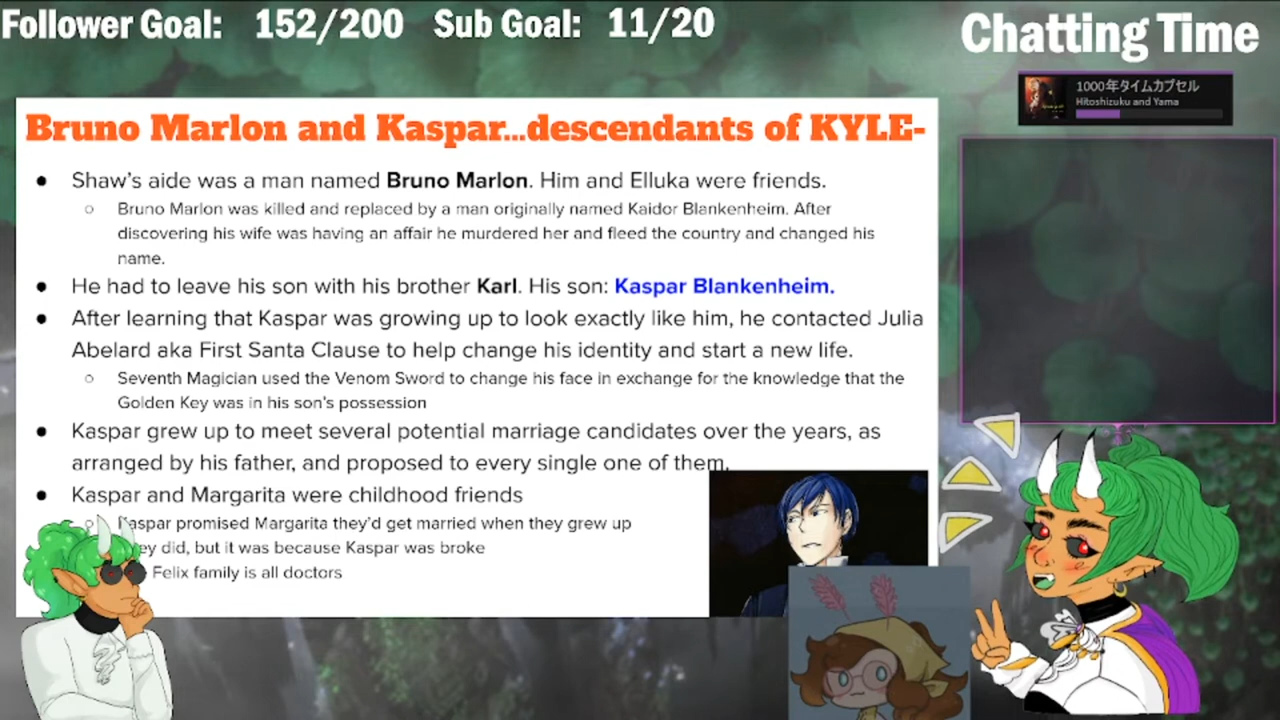 Follower Goal: 152/200 Sub Goal: 11/20
Chatting Time
1000年タイムカプセル
Hitoshizuku and Yama
Bruno Marlon and Kaspar...descendants of KYLE-
Shaw's aide was a man named Bruno Marlon. Him and Elluka were friends.
Bruno Marlon was killed and replaced by a man originally named Kaidor Blankenheim. After
discovering his wife was having an affair he murdered her and fleed the country and changed his
name.
He had to leave his son with his brother Karl. His son: Kaspar Blankenheim.
After learning that Kaspar was growing up to look exactly like him, he contacted Julia
Abelard aka First Santa Clause to help change his identity and start a new life.
Seventh Magician used the Venom Sword to change his face in exchange for the knowledge that the
Golden Key was in his son's possession
Kaspar grew up to meet several potential marriage candidates over the years, as
arranged by his father, and proposed to every single one of them.
Kaspar and Margarita were childhood friends
Kaspar promised Margarita they'd get married when they grew up
did, but it was because Kaspar was broke
Felix family is all doctors